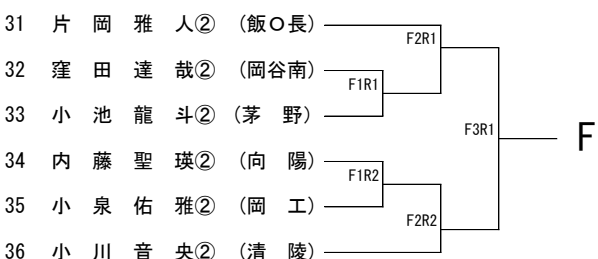 31 片 岡 雅 人② (飯O長)
F2R1
32 窪 田 達 哉② (岡谷南)
F1R1
33 小 池 龍 斗② (茅 野)
F3R1
F
34 内 藤 聖 瑛② (向 陽)
F1R2
35 小 泉 佑 雅② (岡 工)
F2R2
36 小 川 音 央② (清 陵)